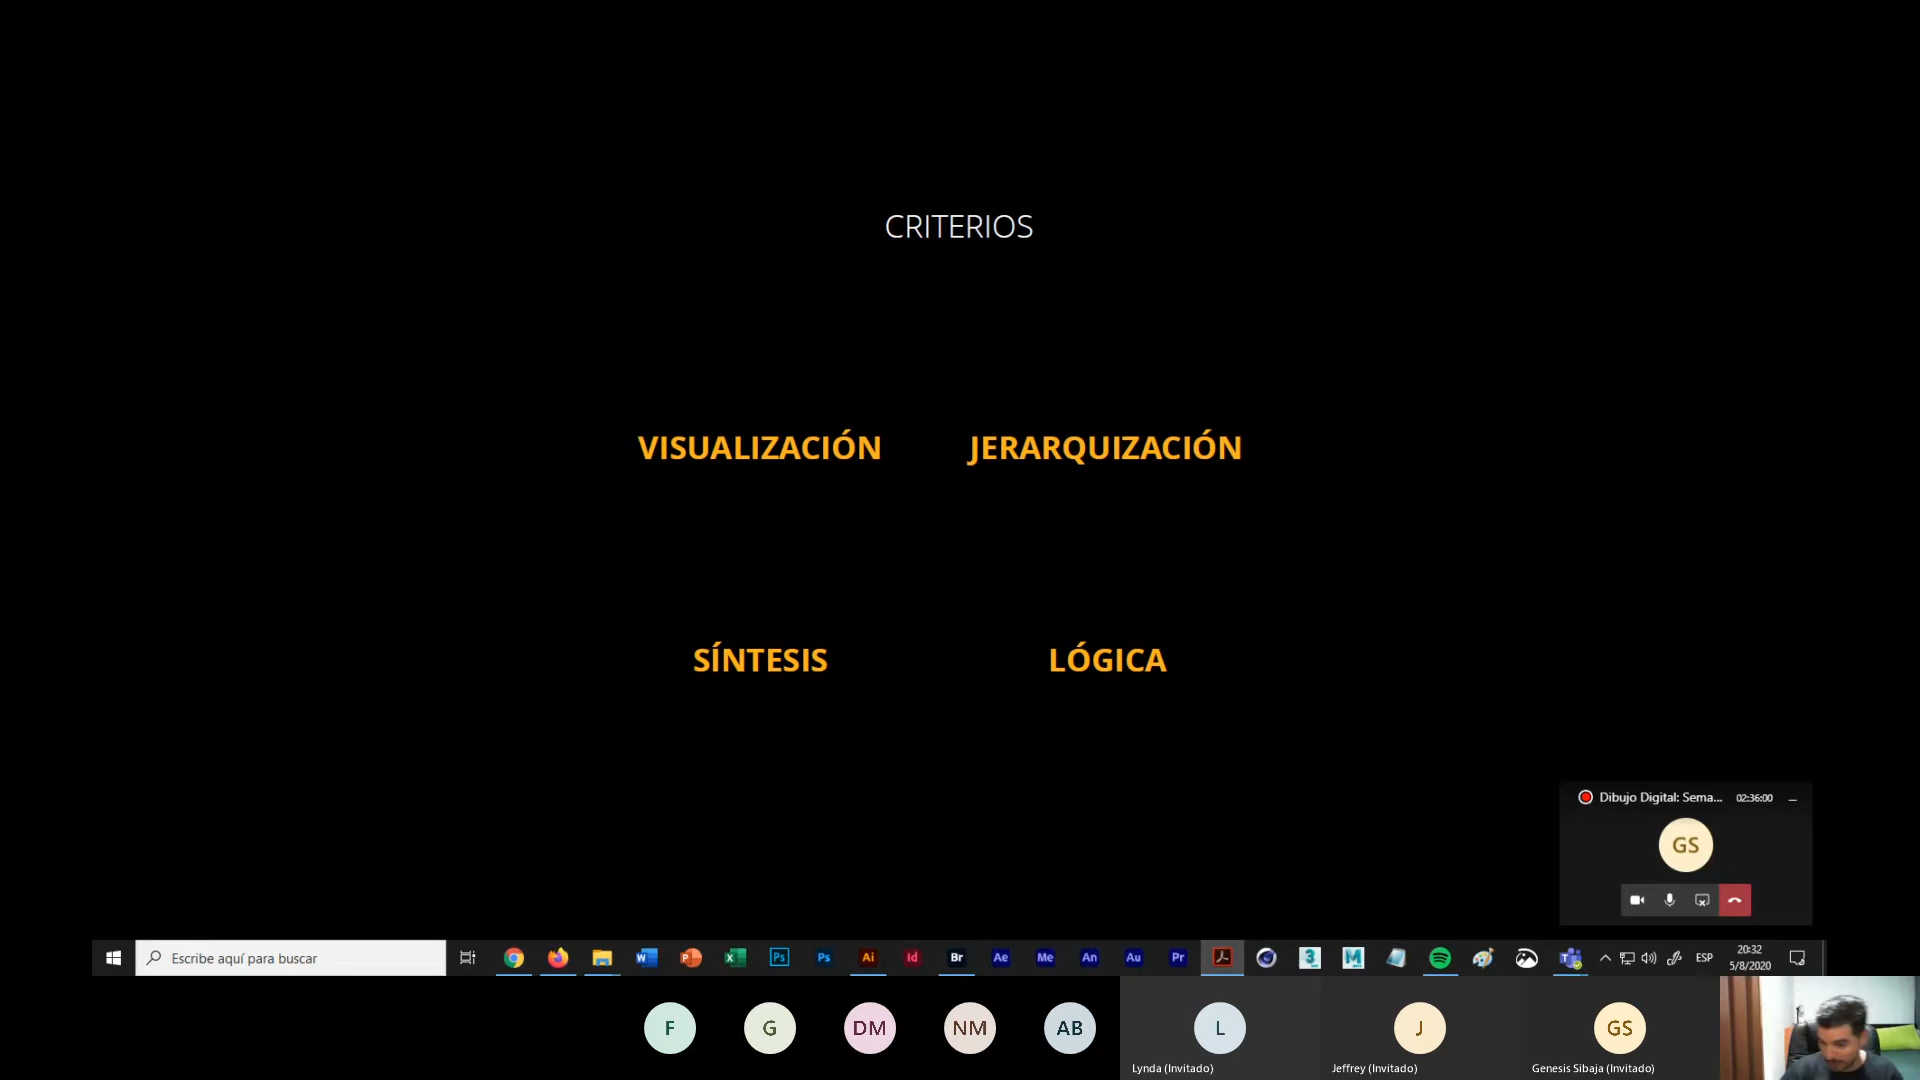 CRITERIOS
VISUALIZACIÓN JERARQUIZACIÓN
SÍNTESIS LÓGICA
Dibujo Digital: Sema... 02:36:00
GS
Escribe aquí para buscar
W P X Ps Ps Ai Id Br Ae Me An Au Pr 3 M T ESP
20:32
5/8/2020
F G DM NM AB L J GS
Lynda (Invitado) Jeffrey (Invitado) Genesis Sibaja (Invitado)